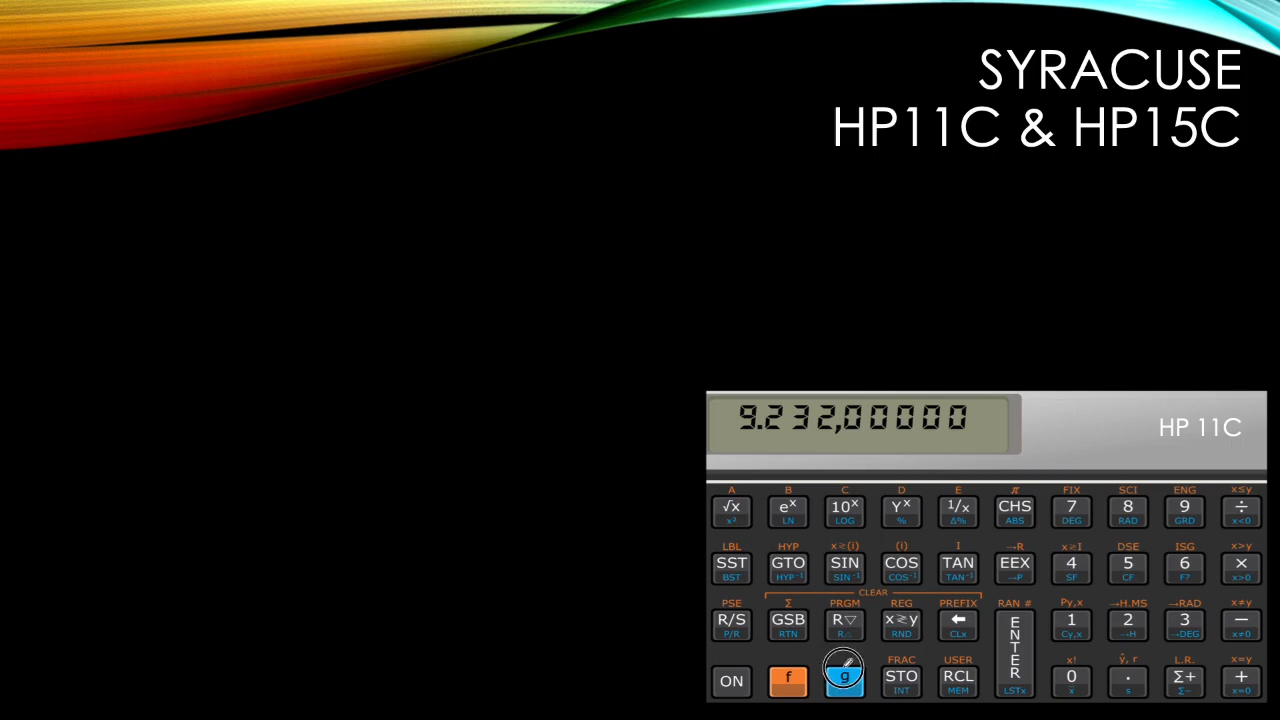 SYRACUSE
HP11C & HP15C
9.232,00000
HP 11C
A B C D E π FIX SCI ENG x≤y
√x eˣ 10ˣ Yˣ 1/x CHS 7 8 9 ÷
x² LN LOG % Δ% ABS DEG RAD GRD x<0
LBL HYP x≷(i) (i) I →R x≷I DSE ISG x>y
SST GTO SIN COS TAN EEX 4 5 6 ×
BST HYP⁻¹ SIN⁻¹ COS⁻¹ TAN⁻¹ →P SF CF F? x>0
CLEAR
PSE Σ PRGM REG PREFIX RAN # Py,x →H.MS →RAD x≠y
R/S GSB R▽ x≷y ← ENTER 1 2 3 −
P/R RTN R△ RND CLx Cy,x →H →DEG x≠0
FRAC USER x! ŷ, r L.R. x=y
ON f g STO RCL 0 · Σ+ +
INT MEM LSTx x̄ s Σ− x=0